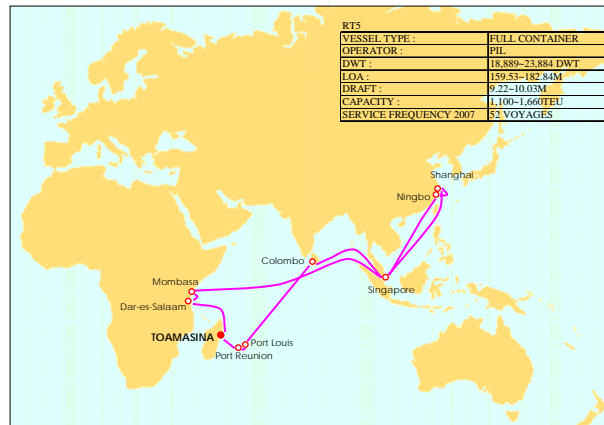 RT5
VESSEL TYPE : FULL CONTAINER
OPERATOR : PIL
DWT : 18,889~23,884 DWT
LOA : 159.53~182.84M
DRAFT : 9.22~10.03M
CAPACITY : 1,100~1,660TEU
SERVICE FREQUENCY 2007 52 VOYAGES
Shanghai
Ningbo
Colombo
Singapore
Mombasa
Dar-es-Salaam
TOAMASINA
Port Louis
Port Reunion